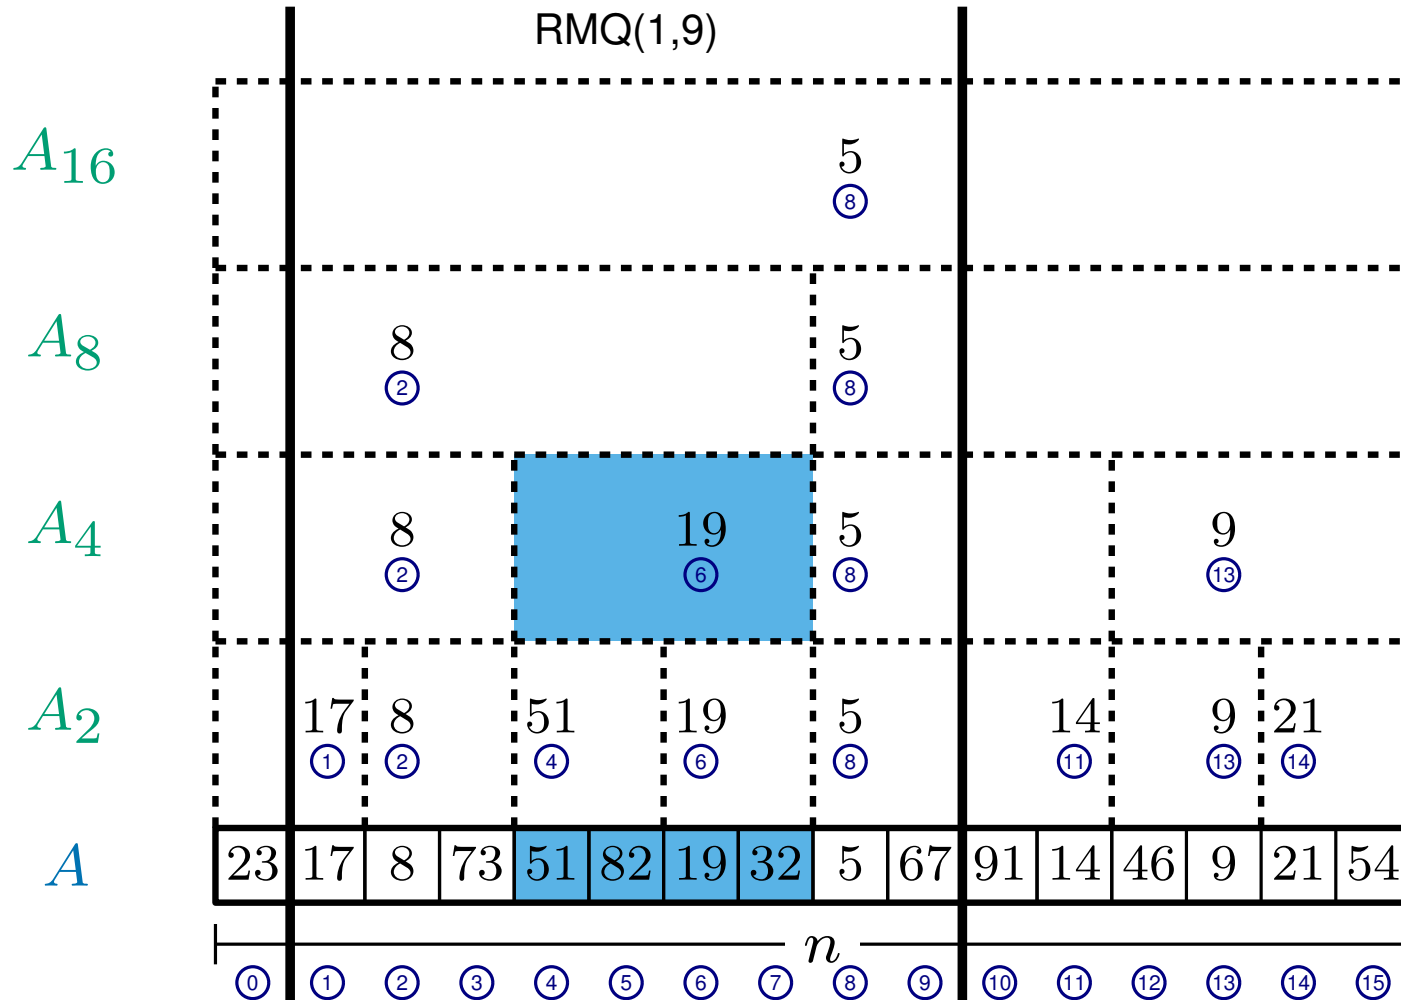 RMQ(1,9)
A16 5
8
A8 8 5
2 8
A4 8 19 5 9
2 6 8 13
A2 17 8 51 19 5 14 9 21
1 2 4 6 8 11 13 14
A 23 17 8 73 51 82 19 32 5 67 91 14 46 9 21 54
n
0 1 2 3 4 5 6 7 8 9 10 11 12 13 14 15